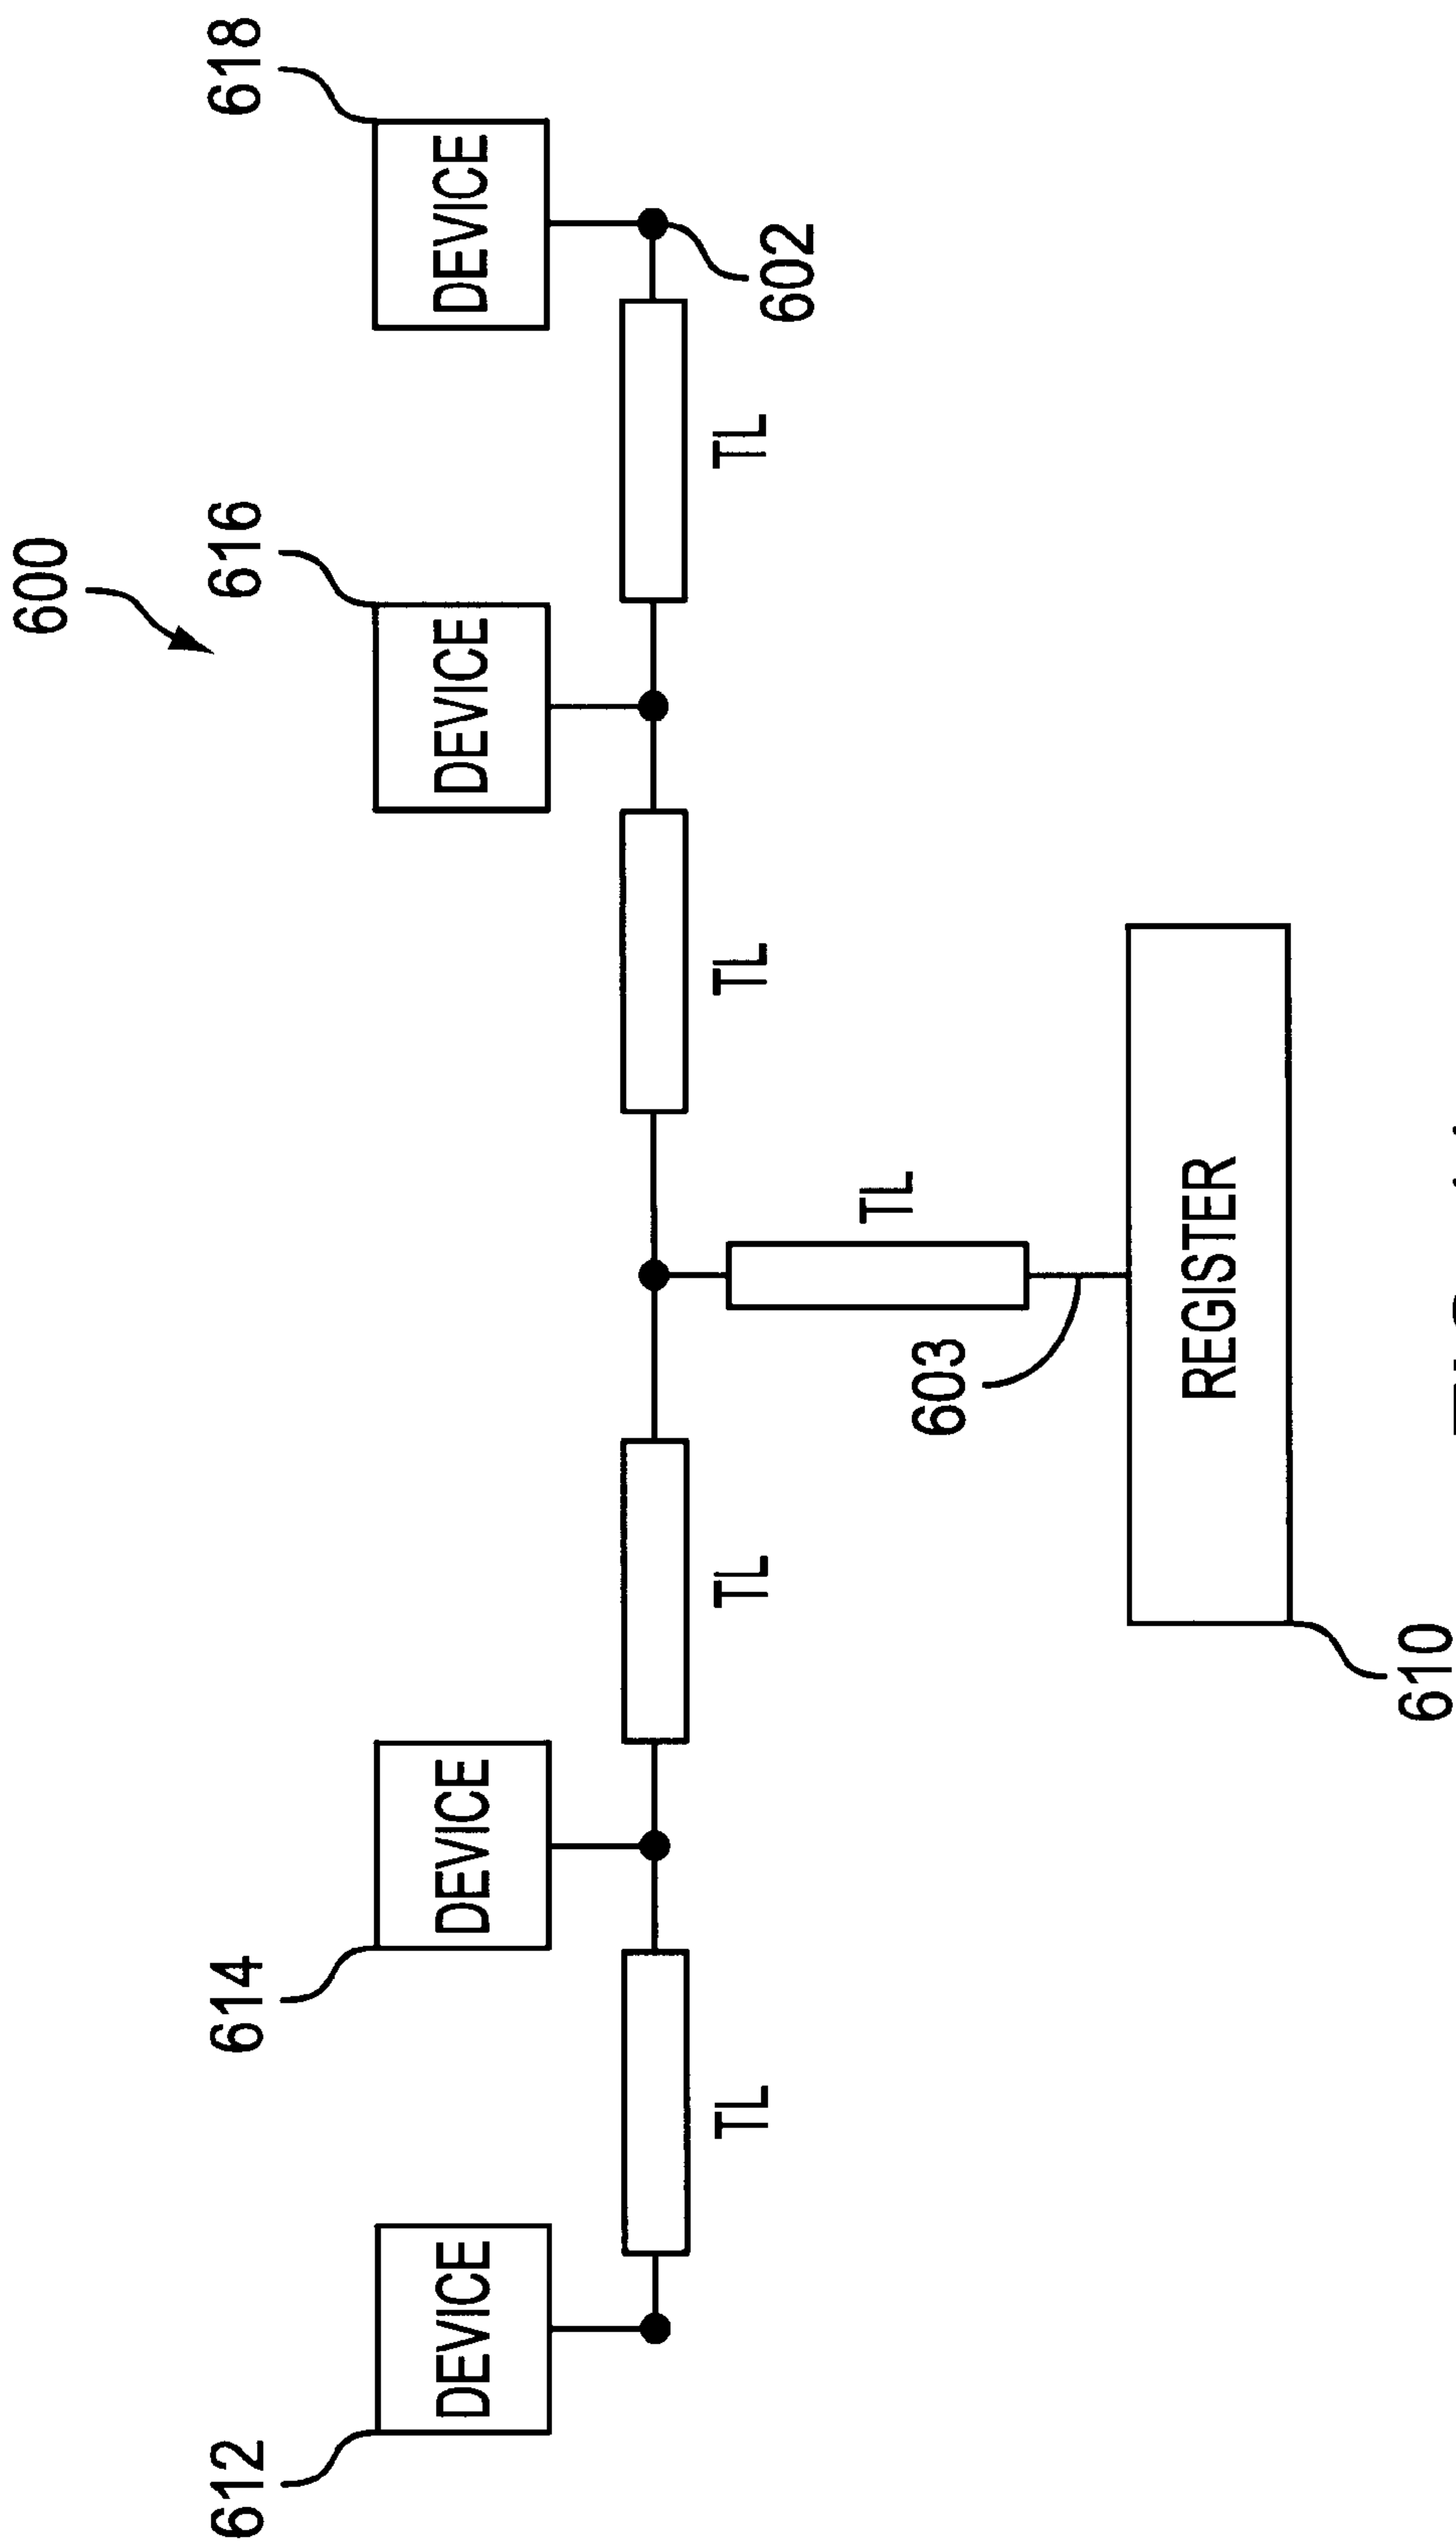 600
612
614
616
618
DEVICE
DEVICE
DEVICE
DEVICE
TL
TL
TL
TL
602
TL
603
REGISTER
610